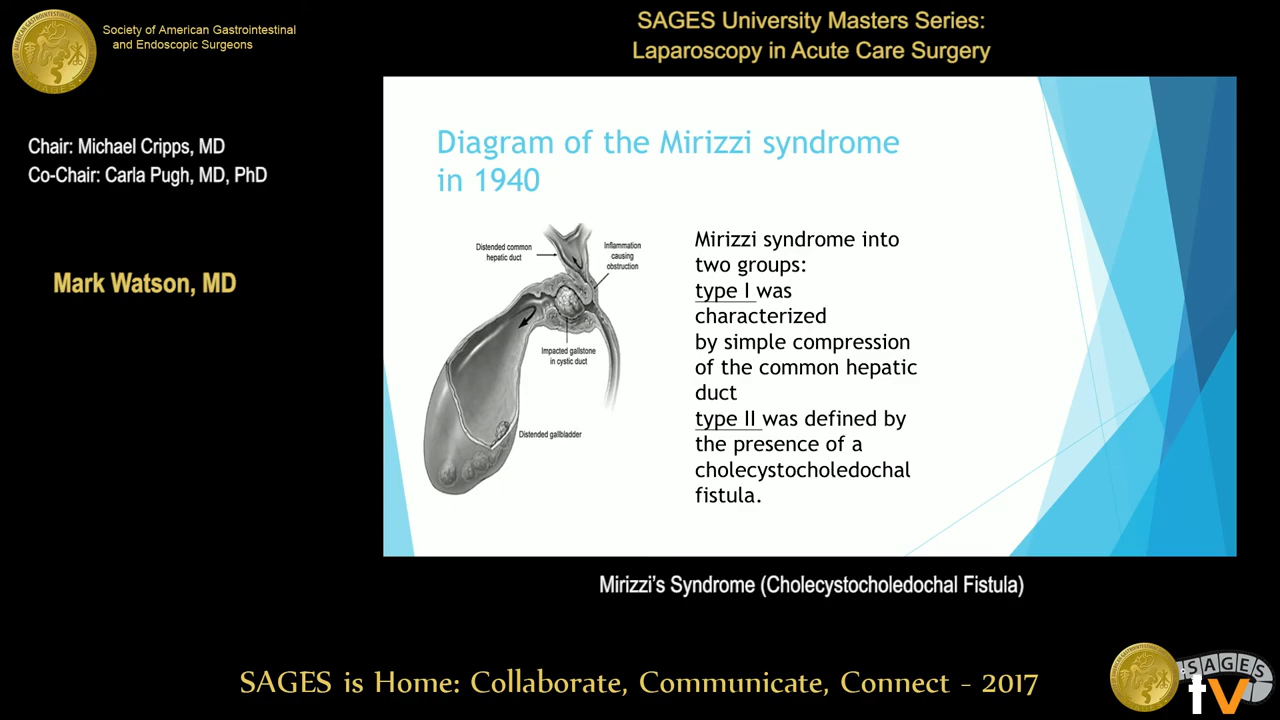 Society of American Gastrointestinal
and Endoscopic Surgeons
SAGES University Masters Series:
Laparoscopy in Acute Care Surgery
Chair: Michael Cripps, MD
Co-Chair: Carla Pugh, MD, PhD
Mark Watson, MD
Diagram of the Mirizzi syndrome
in 1940
Distended common
hepatic duct
Inflammation
causing
obstruction
Impacted gallstone
in cystic duct
Distended gallbladder
Mirizzi syndrome into
two groups:
type I was
characterized
by simple compression
of the common hepatic
duct
type II was defined by
the presence of a
cholecystocholedochal
fistula.
Mirizzi's Syndrome (Cholecystocholedochal Fistula)
SAGES is Home: Collaborate, Communicate, Connect - 2017
SAGES
tv